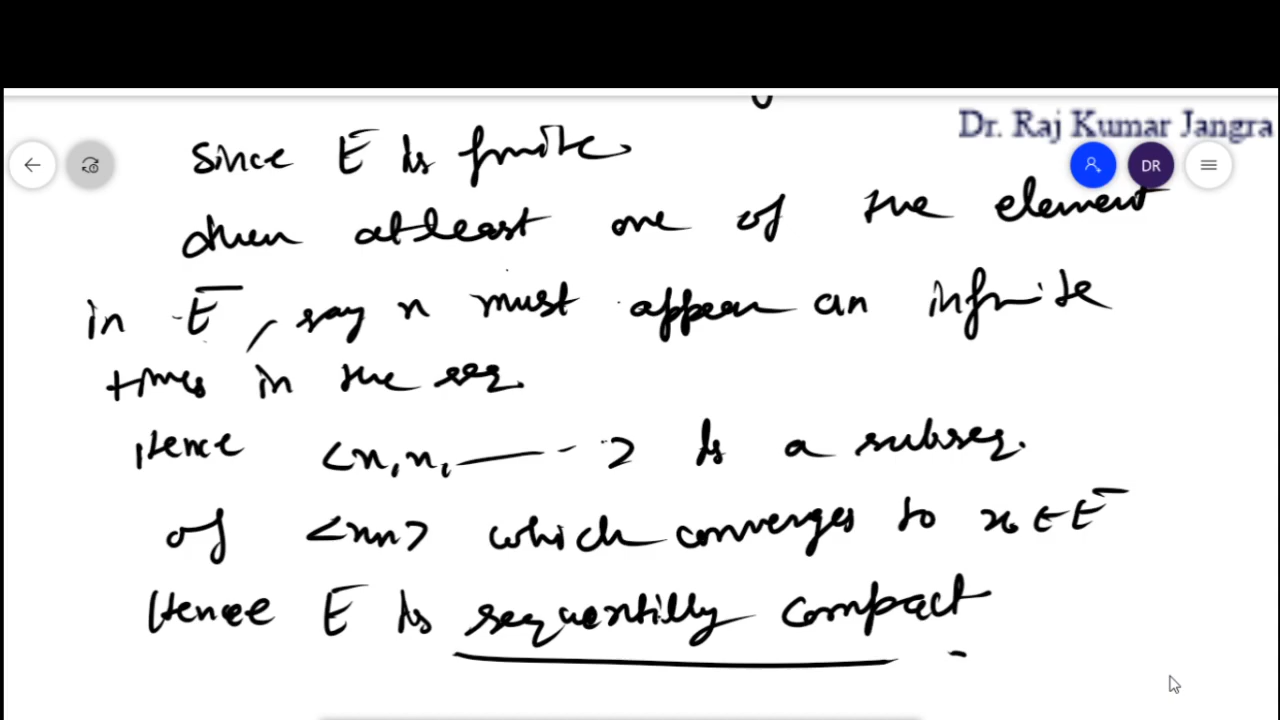 Dr. Raj Kumar Jangra
DR
Since E is finite
then atleast one of the element
in E, say x must appear an infinite
times in the seq.
Hence <x, x, ——— - > is a subseq.
of <xn> which converges to x ∈ E
Hence E is sequentilly compact